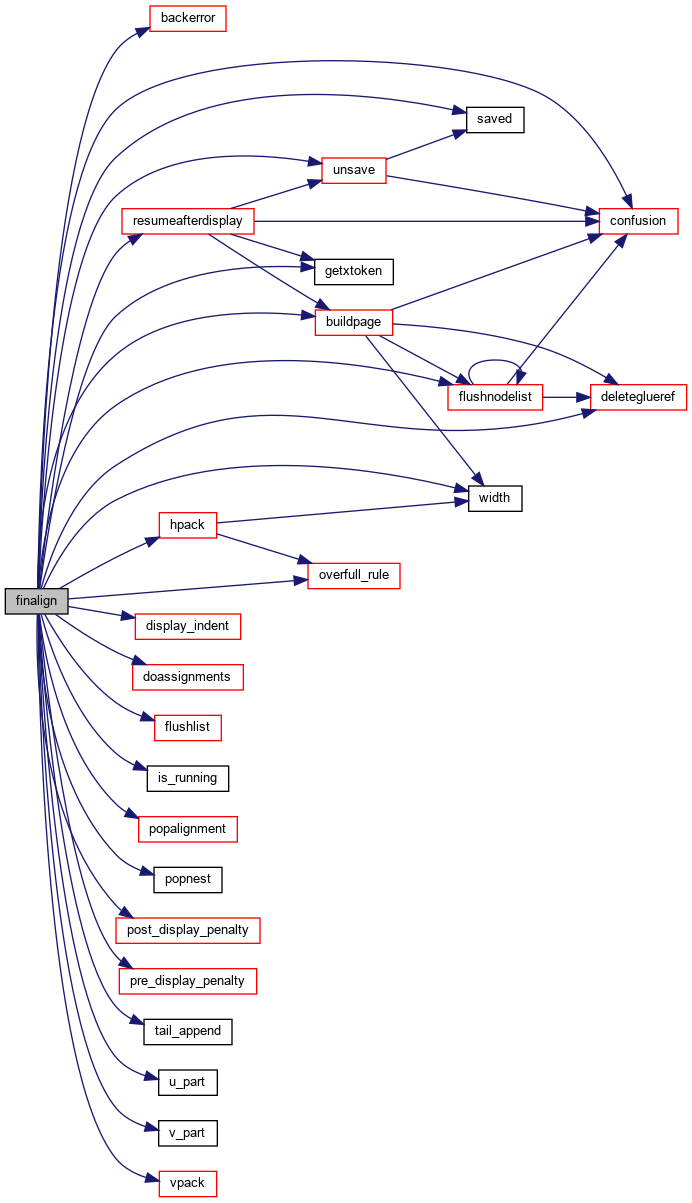 backerror
saved
unsave
resumeafterdisplay
confusion
getxtoken
buildpage
flushnodelist
deleteglueref
width
hpack
overfull_rule
finalign
display_indent
doassignments
flushlist
is_running
popalignment
popnest
post_display_penalty
pre_display_penalty
tail_append
u_part
v_part
vpack